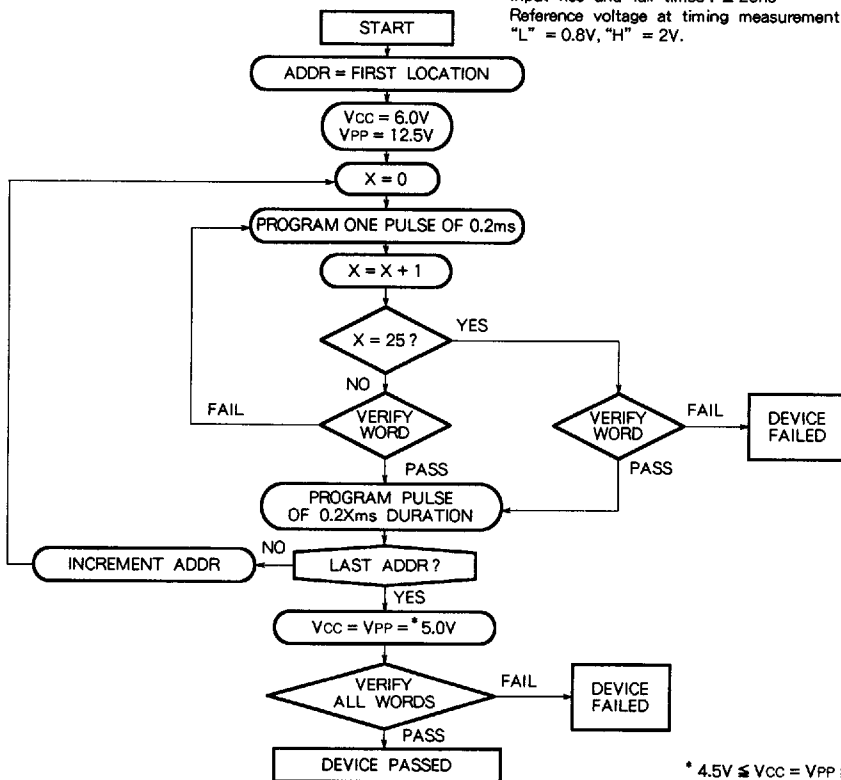 Reference voltage at timing measurement
"L" = 0.8V, "H" = 2V.
START
ADDR = FIRST LOCATION
VCC = 6.0V
VPP = 12.5V
X = 0
PROGRAM ONE PULSE OF 0.2ms
X = X + 1
X = 25 ?
YES
NO
VERIFY
WORD
FAIL
PASS
VERIFY
WORD
FAIL
PASS
DEVICE
FAILED
PROGRAM PULSE
OF 0.2Xms DURATION
LAST ADDR ?
NO
INCREMENT ADDR
YES
VCC = VPP = *5.0V
VERIFY
ALL WORDS
FAIL
DEVICE
FAILED
PASS
DEVICE PASSED
* 4.5V ≦ VCC = VPP